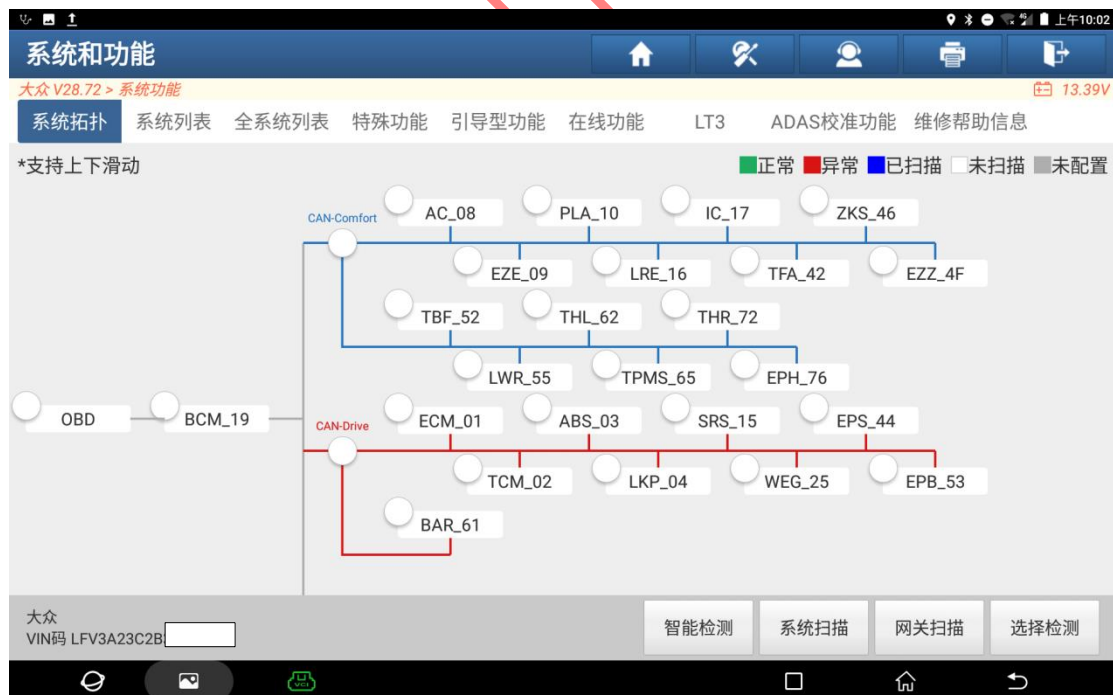 上午10:02
系统和功能
大众 V28.72 > 系统功能
13.39V
系统拓扑 系统列表 全系统列表 特殊功能 引导型功能 在线功能 LT3 ADAS校准功能 维修帮助信息
*支持上下滑动
正常 异常 已扫描 未扫描 未配置
CAN-Comfort
AC_08 PLA_10 IC_17 ZKS_46
EZE_09 LRE_16 TFA_42 EZZ_4F
TBF_52 THL_62 THR_72
LWR_55 TPMS_65 EPH_76
OBD BCM_19
CAN-Drive
ECM_01 ABS_03 SRS_15 EPS_44
TCM_02 LKP_04 WEG_25 EPB_53
BAR_61
大众
VIN码 LFV3A23C2B
智能检测 系统扫描 网关扫描 选择检测
VCI